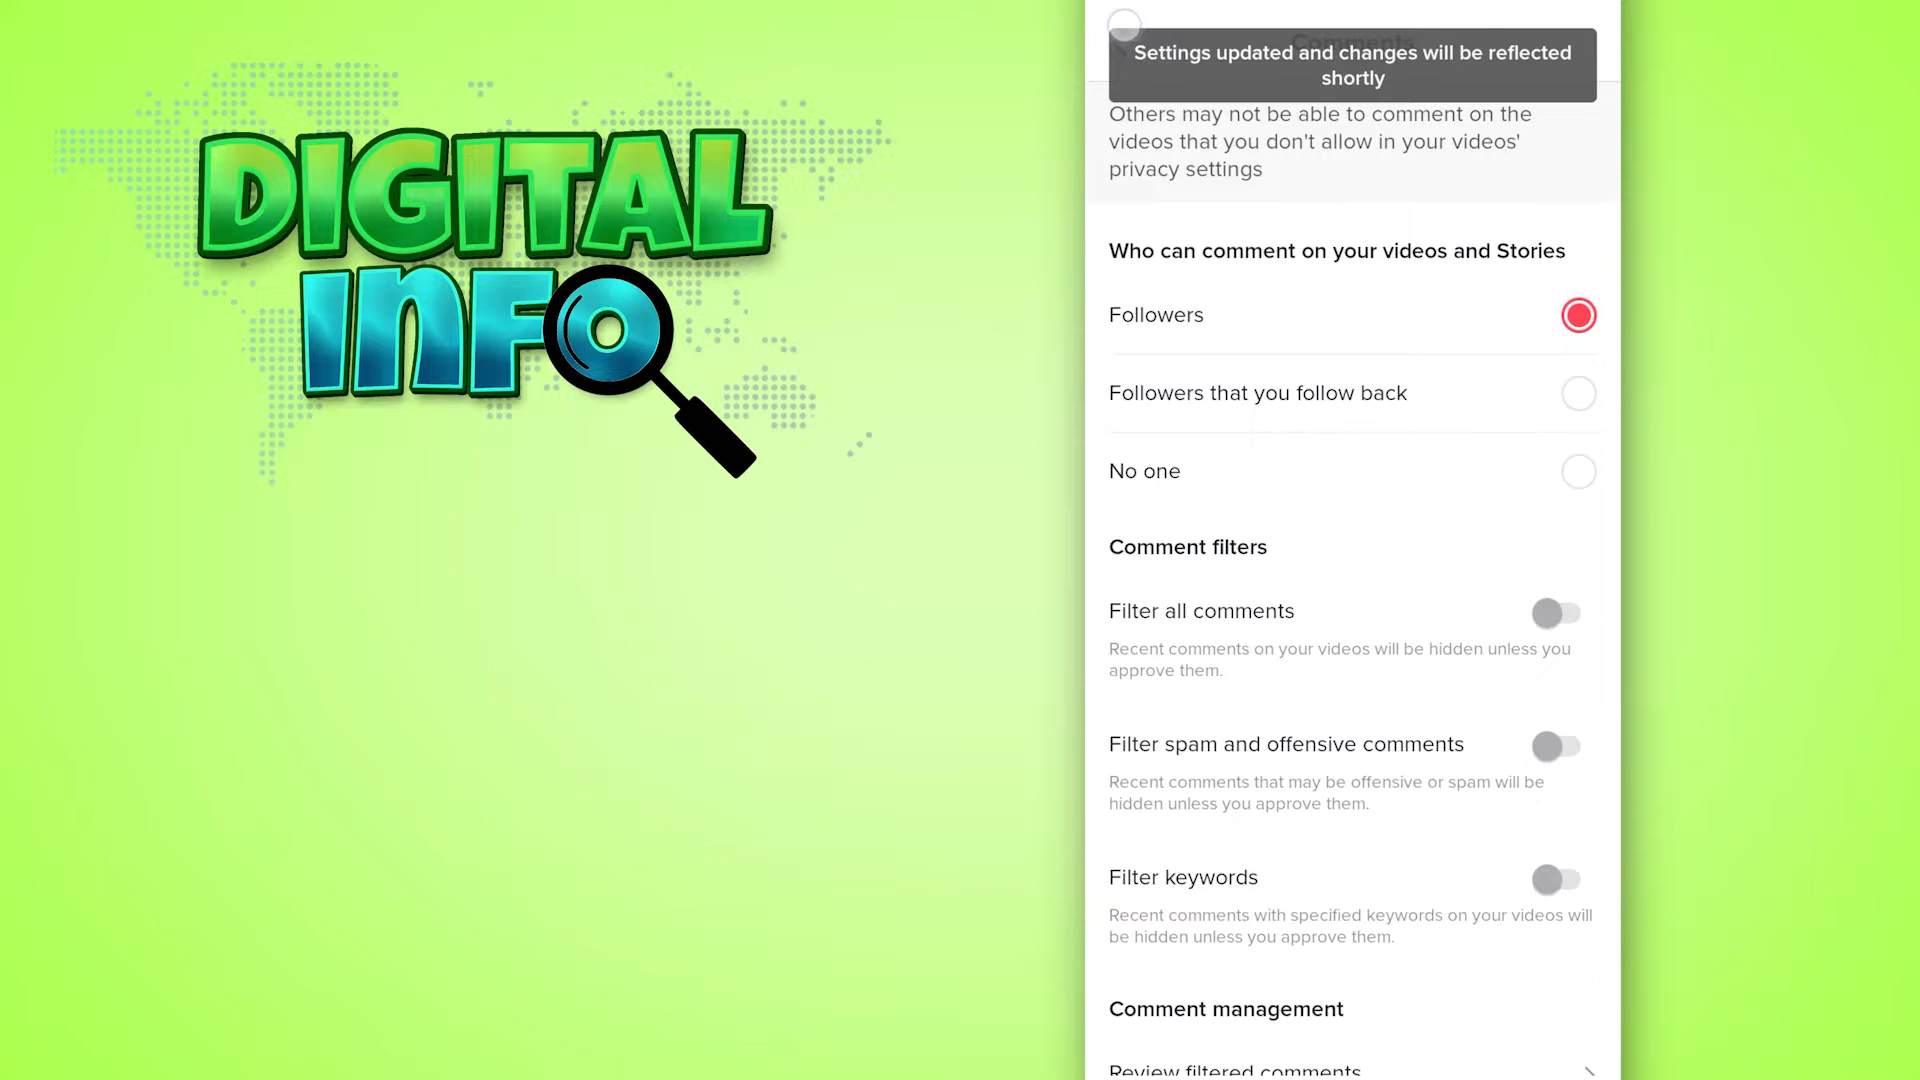 DIGITAL
INFO
Comments
Settings updated and changes will be reflected
shortly
Others may not be able to comment on the
videos that you don't allow in your videos'
privacy settings
Who can comment on your videos and Stories
Followers
Followers that you follow back
No one
Comment filters
Filter all comments
Recent comments on your videos will be hidden unless you
approve them.
Filter spam and offensive comments
Recent comments that may be offensive or spam will be
hidden unless you approve them.
Filter keywords
Recent comments with specified keywords on your videos will
be hidden unless you approve them.
Comment management
Review filtered comments